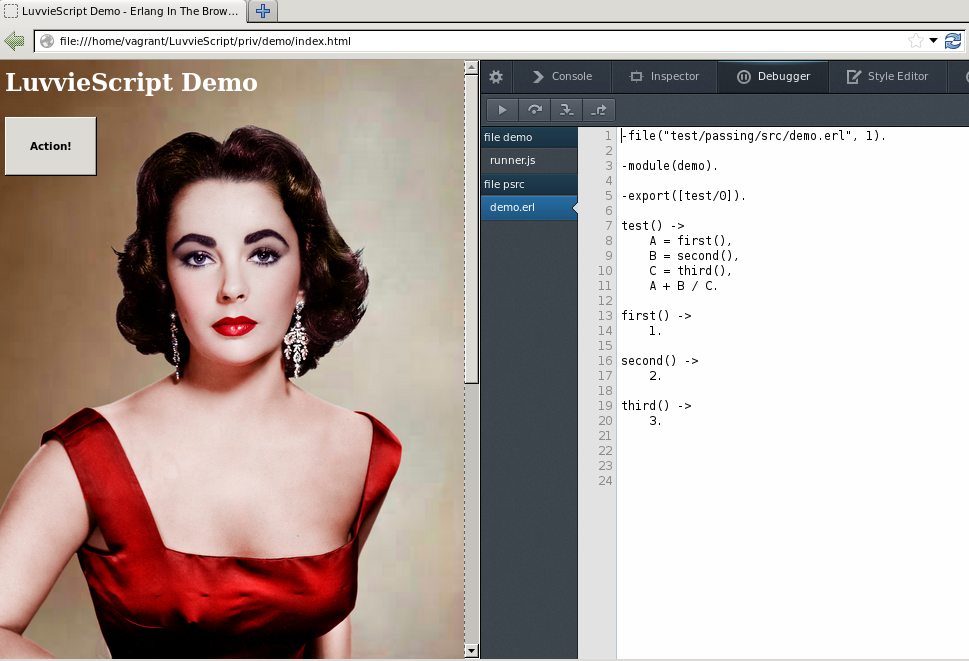 LuvvieScript Demo - Erlang In The Brow...
file:///home/vagrant/LuvvieScript/priv/demo/index.html
LuvvieScript Demo
Action!
Console
Inspector
Debugger
Style Editor
file demo
runner.js
file psrc
demo.erl
1 -file("test/passing/src/demo.erl", 1).
2
3 -module(demo).
4
5 -export([test/0]).
6
7 test() ->
8     A = first(),
9     B = second(),
10     C = third(),
11     A + B / C.
12
13 first() ->
14     1.
15
16 second() ->
17     2.
18
19 third() ->
20     3.
21
22
23
24